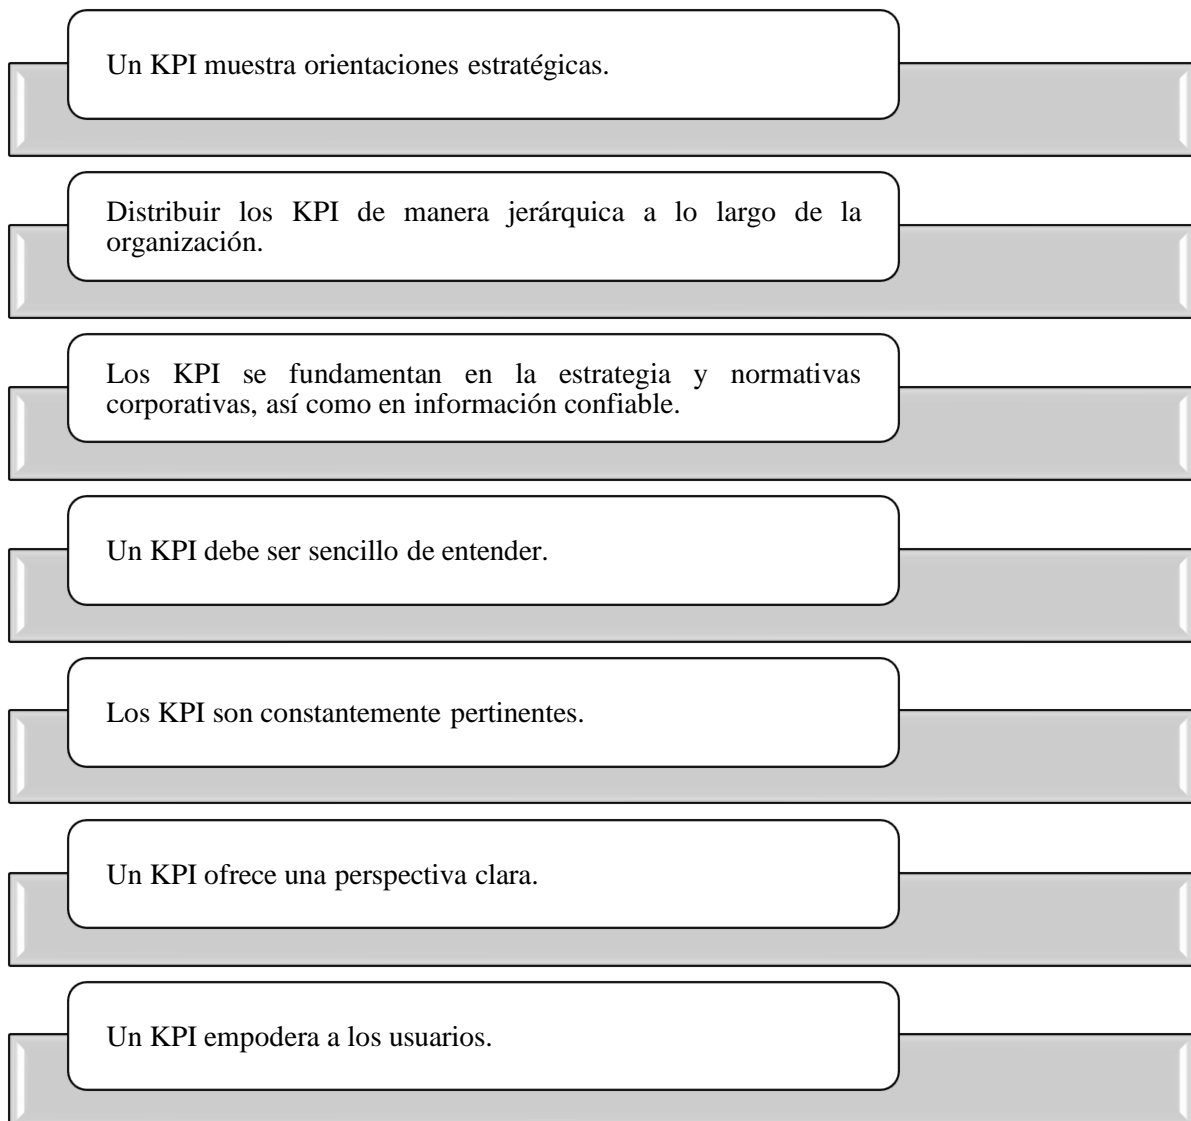 Un KPI muestra orientaciones estratégicas.
Distribuir los KPI de manera jerárquica a lo largo de la
organización.
Los KPI se fundamentan en la estrategia y normativas
corporativas, así como en información confiable.
Un KPI debe ser sencillo de entender.
Los KPI son constantemente pertinentes.
Un KPI ofrece una perspectiva clara.
Un KPI empodera a los usuarios.